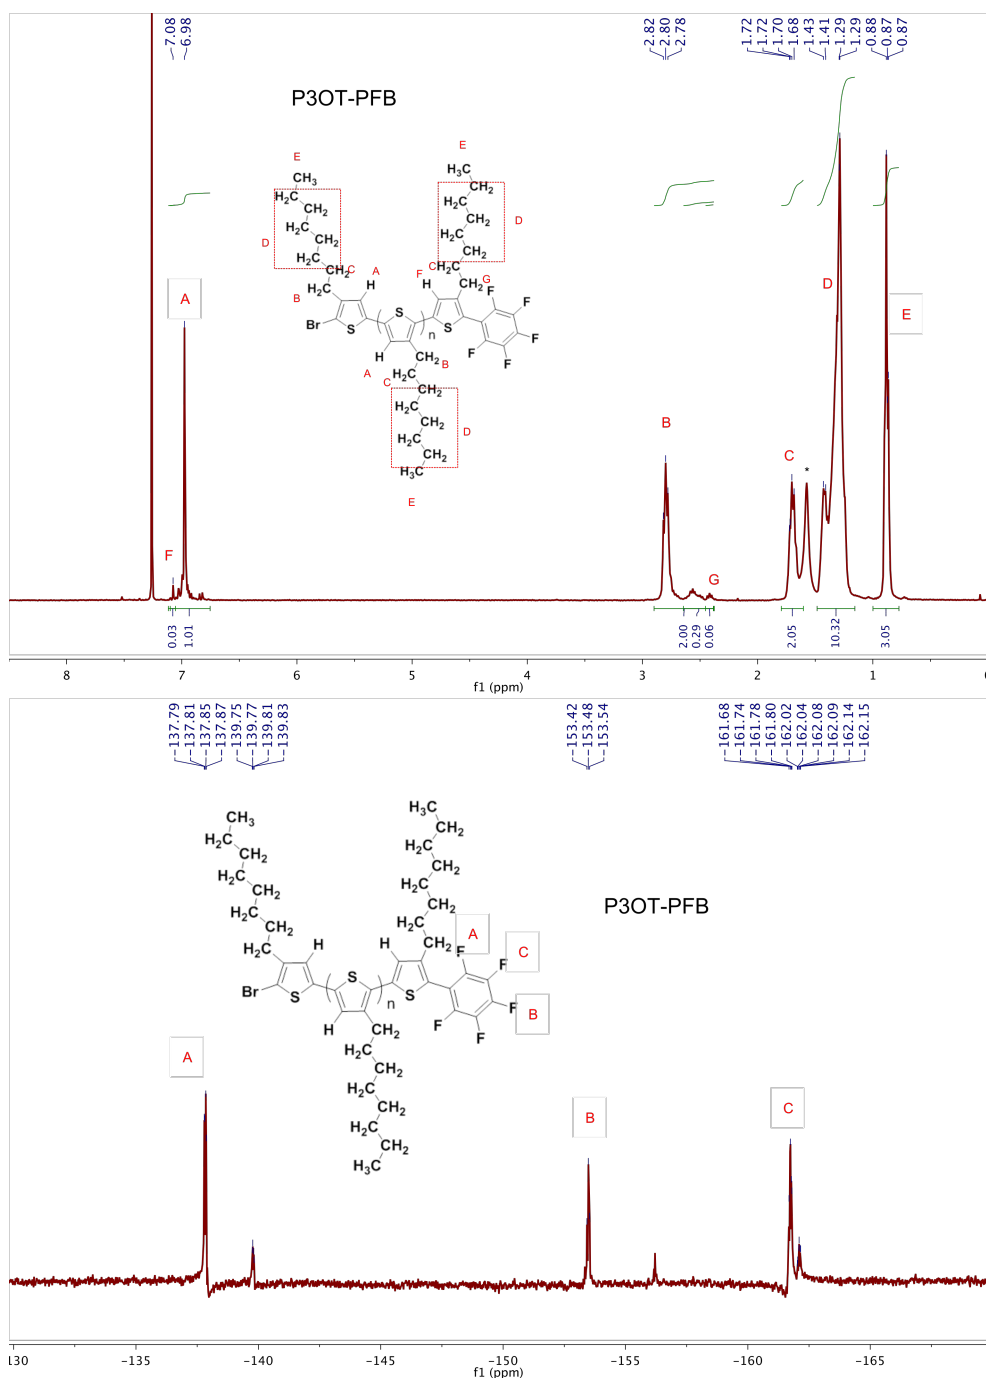 7.08
6.98
2.82
2.80
2.78
1.72
1.72
1.70
1.68
1.43
1.41
1.29
1.29
0.88
0.87
0.87
P3OT-PFB
E
CH3
H2C
CH2
H2C
CH2
H2C
CH2
H2C
D
C
A
H
B
Br
S
E
H3C
CH2
H2C
CH2
H2C
CH2
H2C
D
C
CH2
G
F
H
S
n
S
F
F
F
F
F
H
A
CH2
B
H2C
C
CH2
H2C
CH2
H2C
CH2
H3C
D
E
A
F
B
G
C
*
D
E
0.03
1.01
2.00
0.29
0.06
2.05
10.32
3.05
8
7
6
5
4
3
2
1
f1 (ppm)
-137.79
-137.81
-137.85
-137.87
-139.75
-139.77
-139.81
-139.83
-153.42
-153.48
-153.54
-161.68
-161.74
-161.78
-161.80
-162.02
-162.04
-162.08
-162.09
-162.14
-162.15
P3OT-PFB
CH3
H2C
CH2
H2C
CH2
H2C
CH2
H2C
H
Br
S
H3C
CH2
H2C
CH2
H2C
CH2
H2C
CH2
H
S
n
S
A
F
C
F
F
B
F
F
H
CH2
H2C
CH2
H2C
CH2
H2C
CH2
H3C
A
B
C
-135
-140
-145
-150
-155
-160
-165
f1 (ppm)